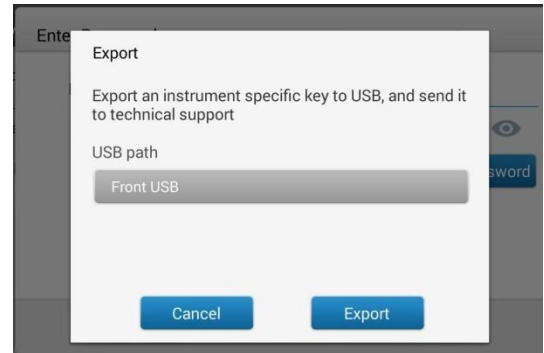 Export
Export an instrument specific key to USB, and send it
to technical support
USB path
Front USB
sword
Cancel
Export